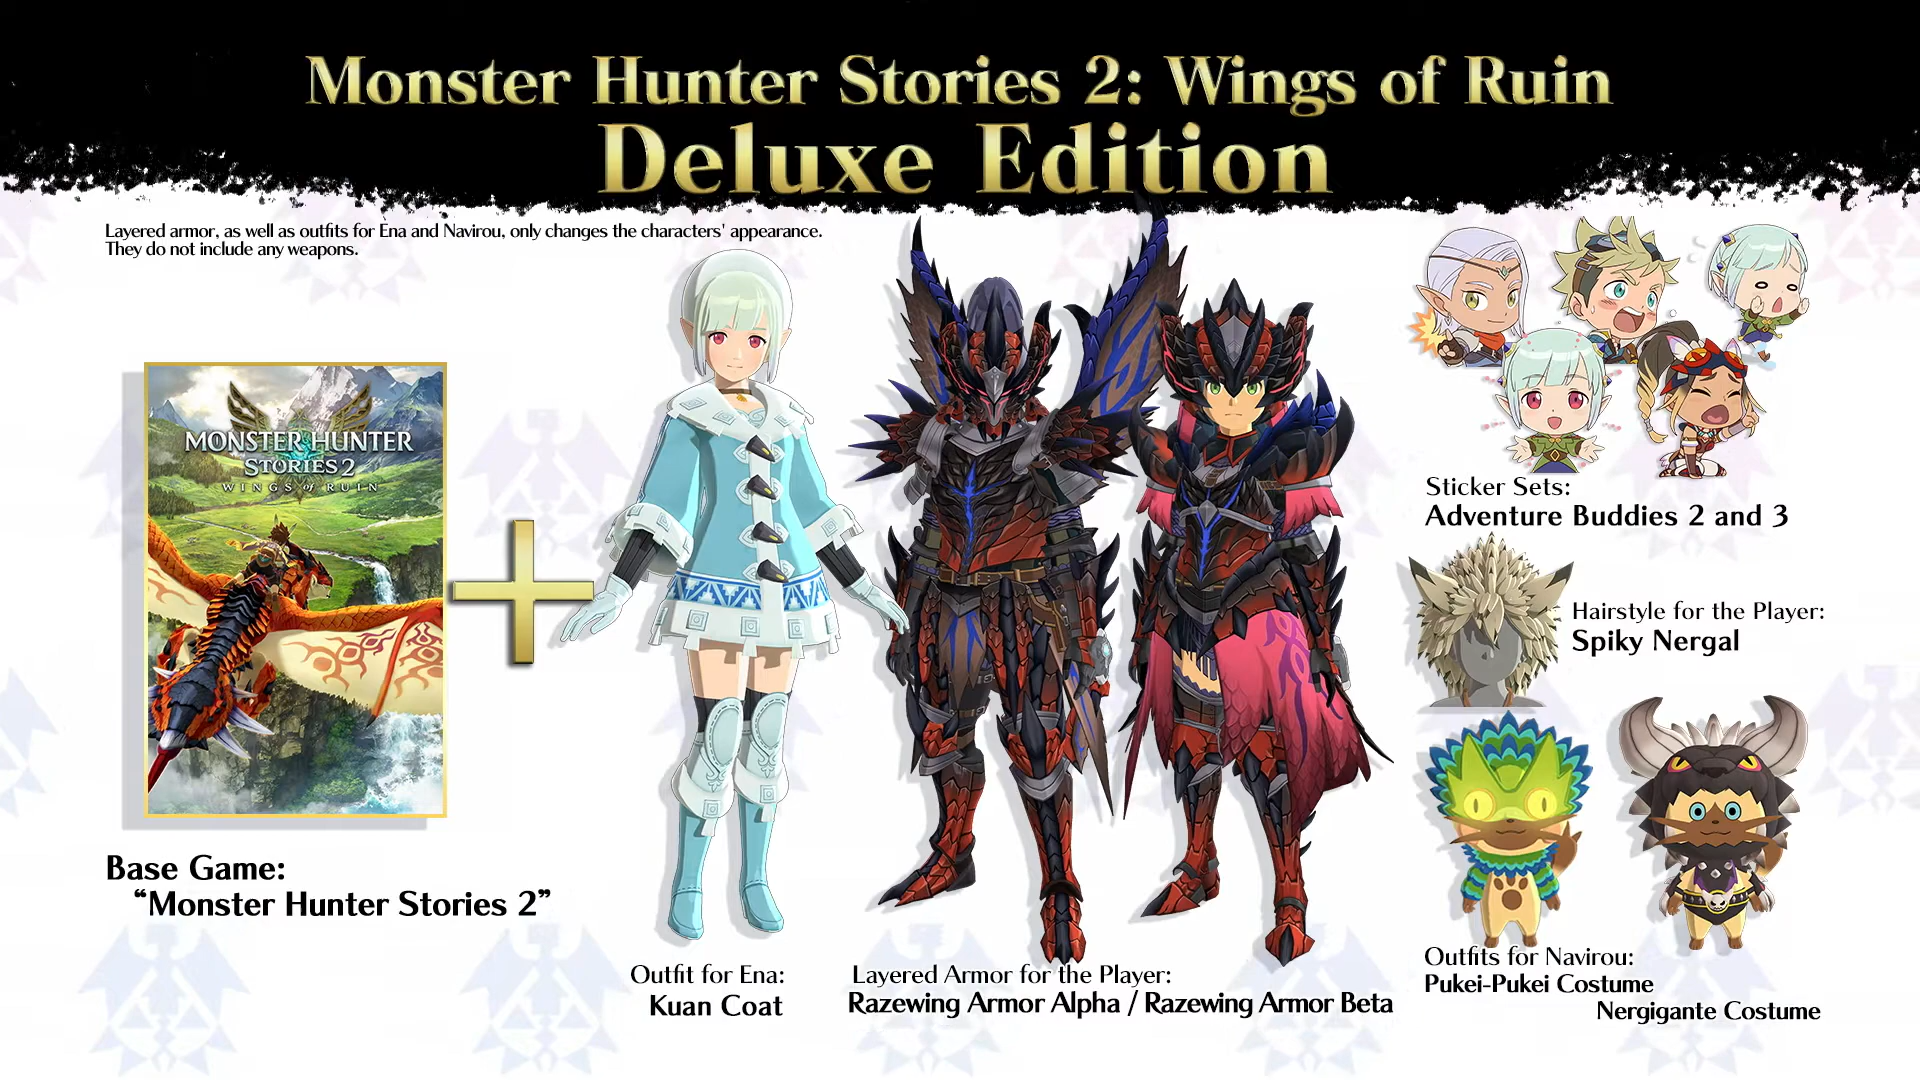 Monster Hunter Stories 2: Wings of Ruin
Deluxe Edition
Layered armor, as well as outfits for Ena and Navirou, only changes the characters' appearance.
They do not include any weapons.
MONSTER HUNTER
STORIES 2
WINGS of RUIN
Base Game:
“Monster Hunter Stories 2”
Outfit for Ena:
Kuan Coat
Layered Armor for the Player:
Razewing Armor Alpha / Razewing Armor Beta
Sticker Sets:
Adventure Buddies 2 and 3
Hairstyle for the Player:
Spiky Nergal
Outfits for Navirou:
Pukei-Pukei Costume
Nergigante Costume